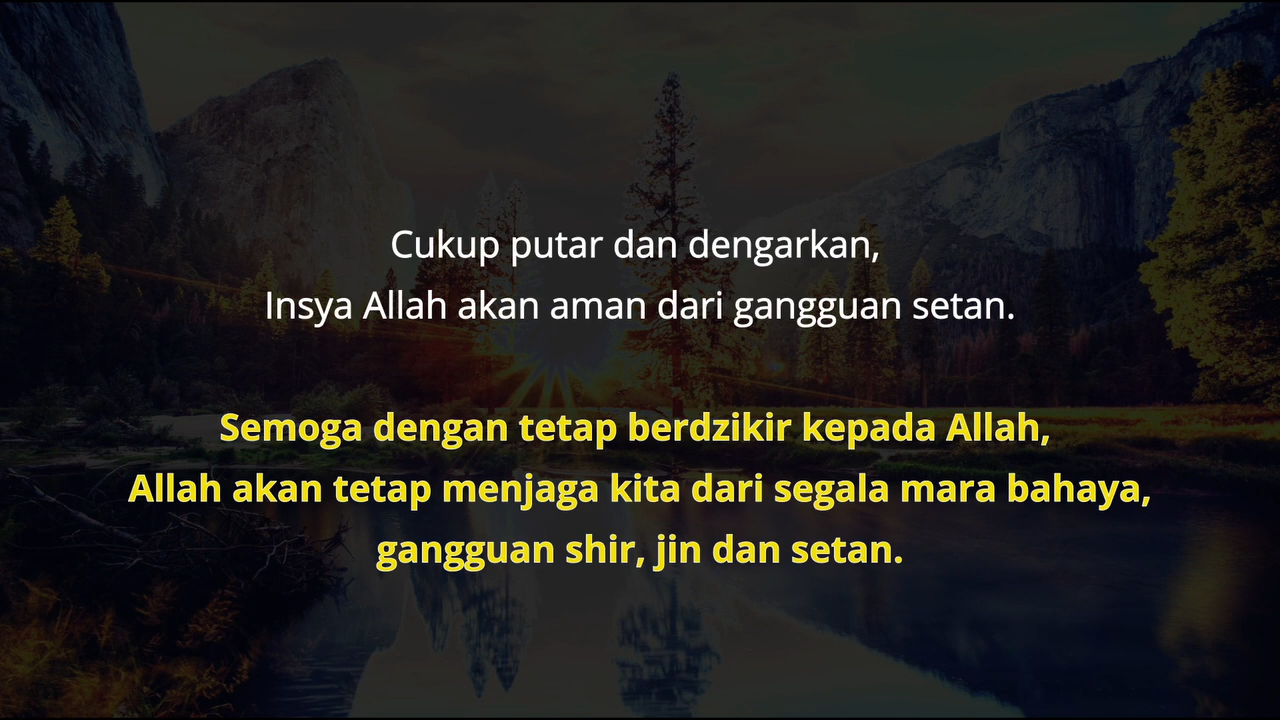 Cukup putar dan dengarkan,
Insya Allah akan aman dari gangguan setan.
Semoga dengan tetap berdzikir kepada Allah,
Allah akan tetap menjaga kita dari segala mara bahaya,
gangguan shir, jin dan setan.